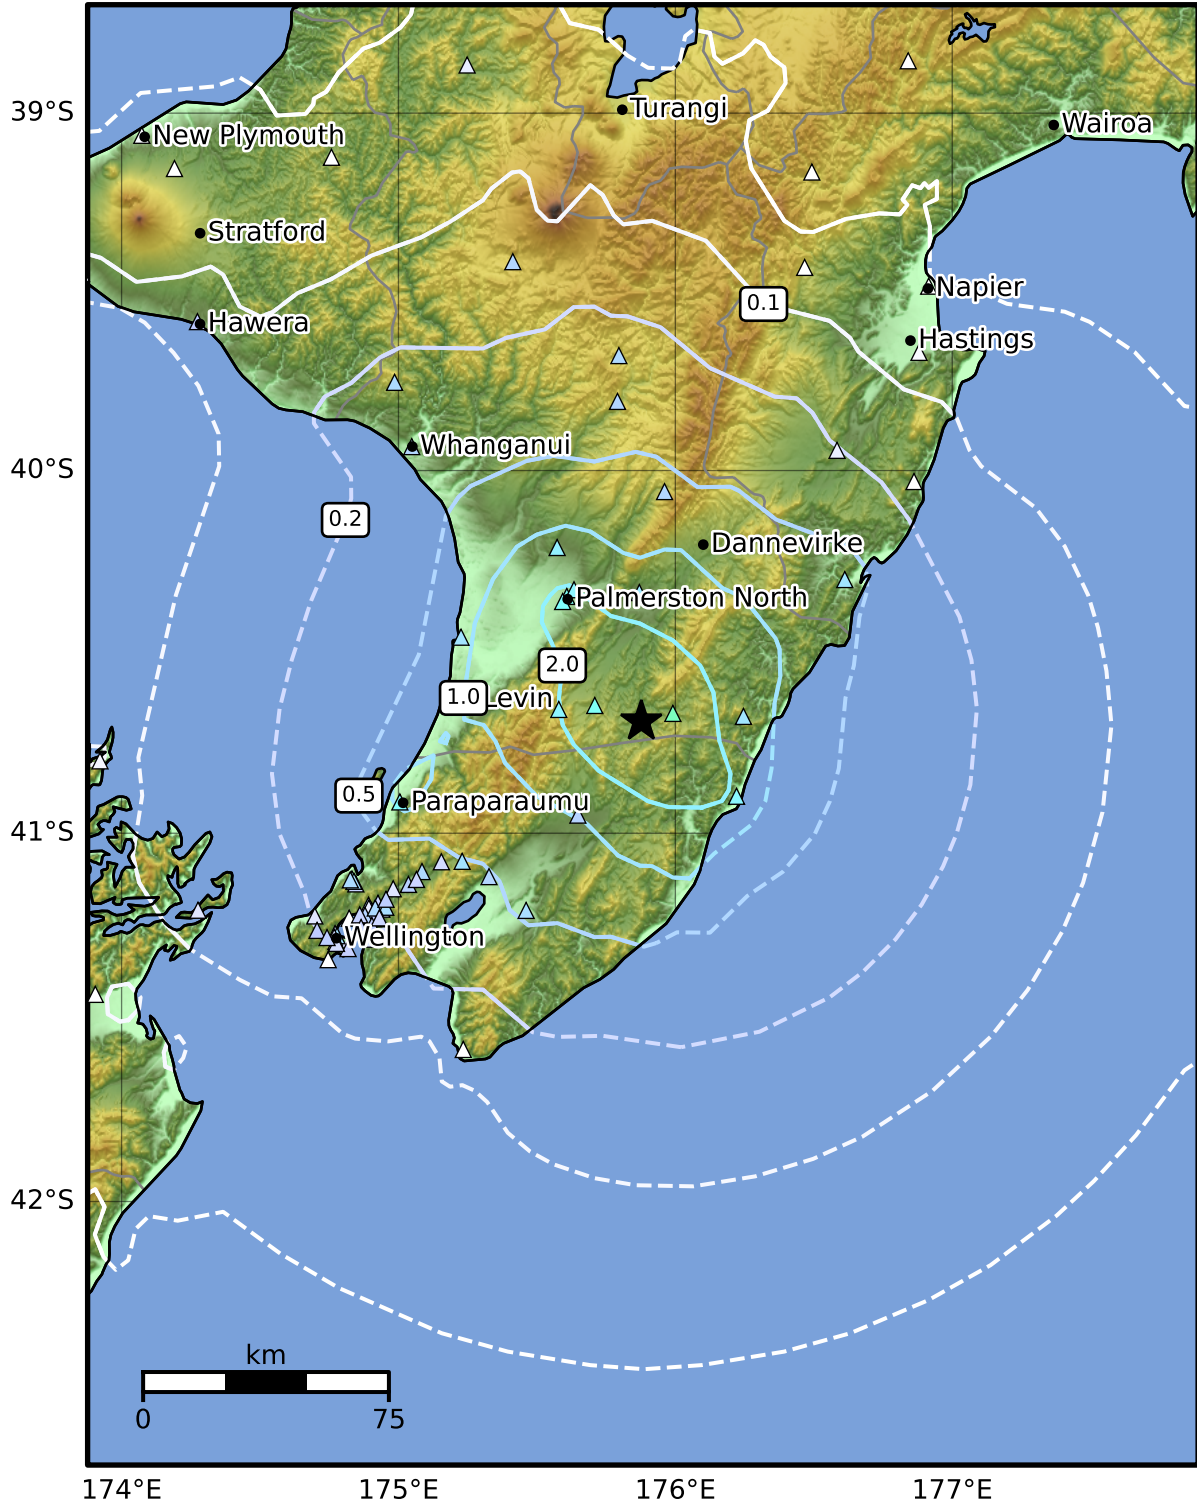 39°S
40°S
41°S
42°S
Turangi
Wairoa
New Plymouth
Stratford
Napier
0.1
Hawera
Hastings
Whanganui
0.2
Dannevirke
Palmerston North
2.0
1.0
Levin
0.5
Paraparaumu
Wellington
km
0
75
174°E
175°E
176°E
177°E